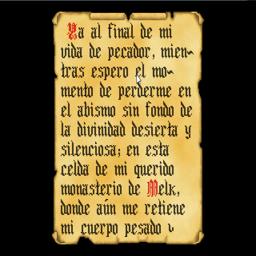 Ya al final de mi
vida de pecador, mien-
tras espero el mo-
mento de perderme en
el abismo sin fondo de
la divinidad desierta y
silenciosa; en esta
celda de mi querido
monasterio de Melk,
donde aún me retiene
mi cuerpo pesado y